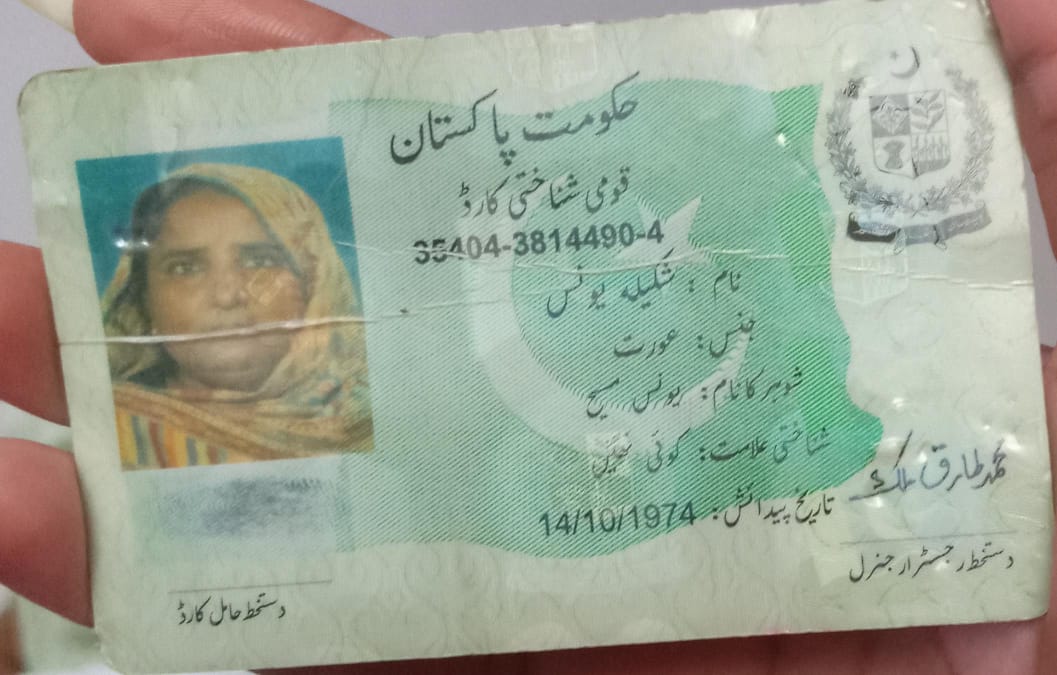 حکومت پاکستان
قومی شناختی کارڈ
35404-3814490-4
نام : شکیلہ یونس
جنس: عورت
شوہر کا نام: یونس مسیح
شناختی علامت: کوئی نہیں
تاریخ پیدائش: 14/10/1974
محمد طارق ملک
دستخط رجسٹرار جنرل
دستخط حامل کارڈ